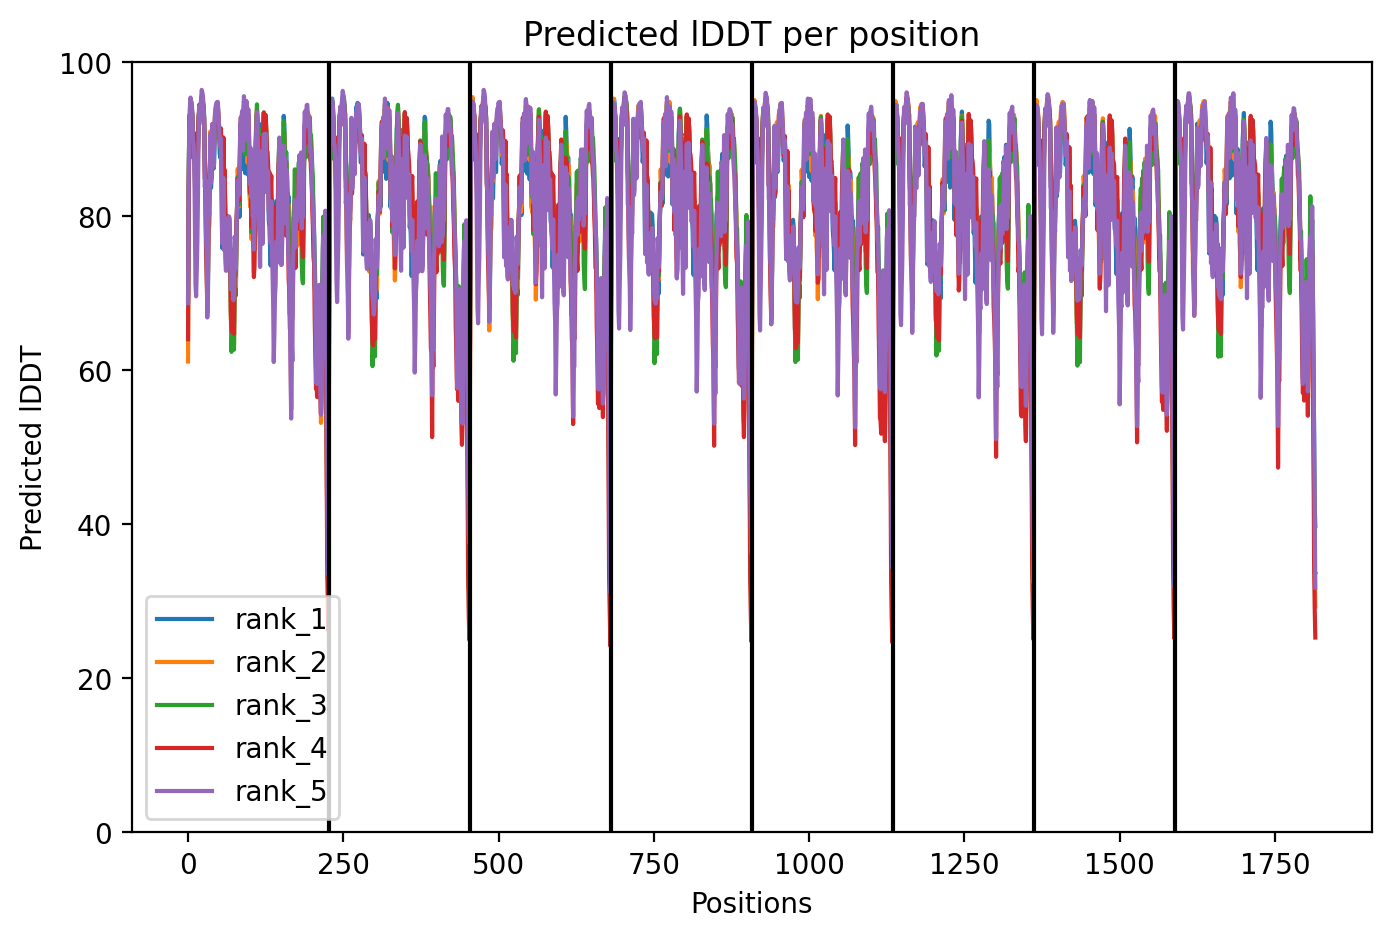 Predicted lDDT per position
100
80
60
40
20
0
Predicted lDDT
rank_1
rank_2
rank_3
rank_4
rank_5
0 250 500 750 1000 1250 1500 1750
Positions